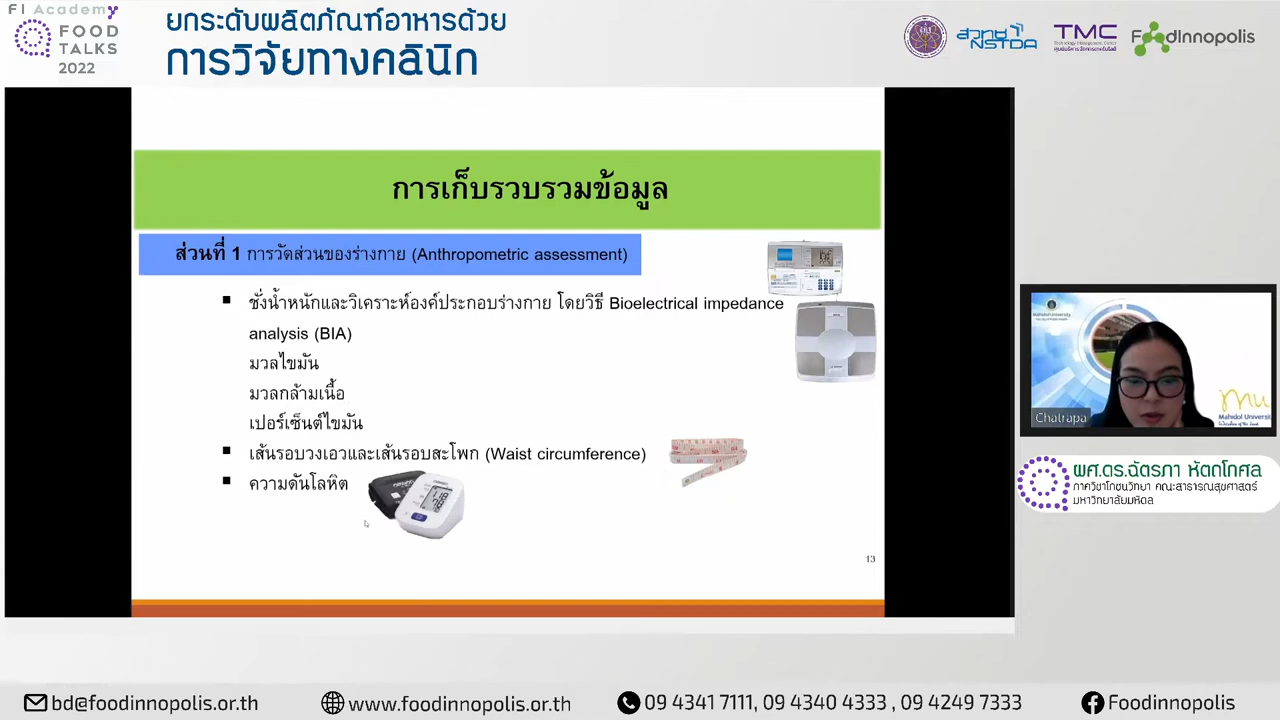 FI Academy
FOOD
TALKS
2022
ยกระดับผลิตภัณฑ์อาหารด้วย
การวิจัยทางคลินิก
สวทช
NSTDA
TMC
Technology Management Center
FoodInnopolis
การเก็บรวบรวมข้อมูล
ส่วนที่ 1 การวัดส่วนของร่างกาย (Anthropometric assessment)
▪ ชั่งน้ำหนักและวิเคราะห์องค์ประกอบร่างกาย โดยวิธี Bioelectrical impedance
analysis (BIA)
มวลไขมัน
มวลกล้ามเนื้อ
เปอร์เซ็นต์ไขมัน
▪ เส้นรอบวงเอวและเส้นรอบสะโพก (Waist circumference)
▪ ความดันโลหิต
13
Mahidol University
Chatrapa
mu
Mahidol Universi
ผศ.ดร.ฉัตรภา หัตถโกศล
ภาควิชาโภชนวิทยา คณะสาธารณสุขศาสตร์
มหาวิทยาลัยมหิดล
bd@foodinnopolis.or.th
www.foodinnopolis.or.th
09 4341 7111, 09 4340 4333 , 09 4249 7333
Foodinnopolis